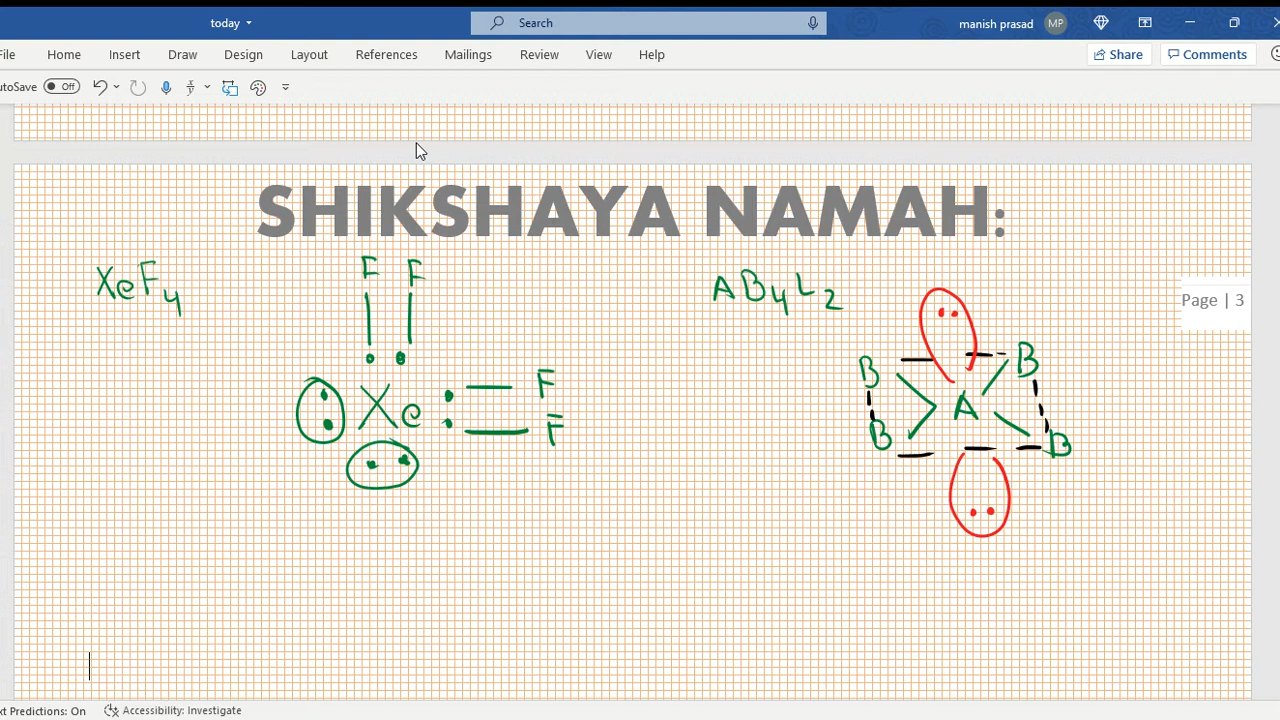 today
Search
manish prasad
MP
File Home Insert Draw Design Layout References Mailings Review View Help
Share
Comments
AutoSave Off
SHIKSHAYA NAMAH:
XeF4
F F
AB4L2
Page | 3
Xe
F
F
B B
A
B B
Text Predictions: On
Accessibility: Investigate